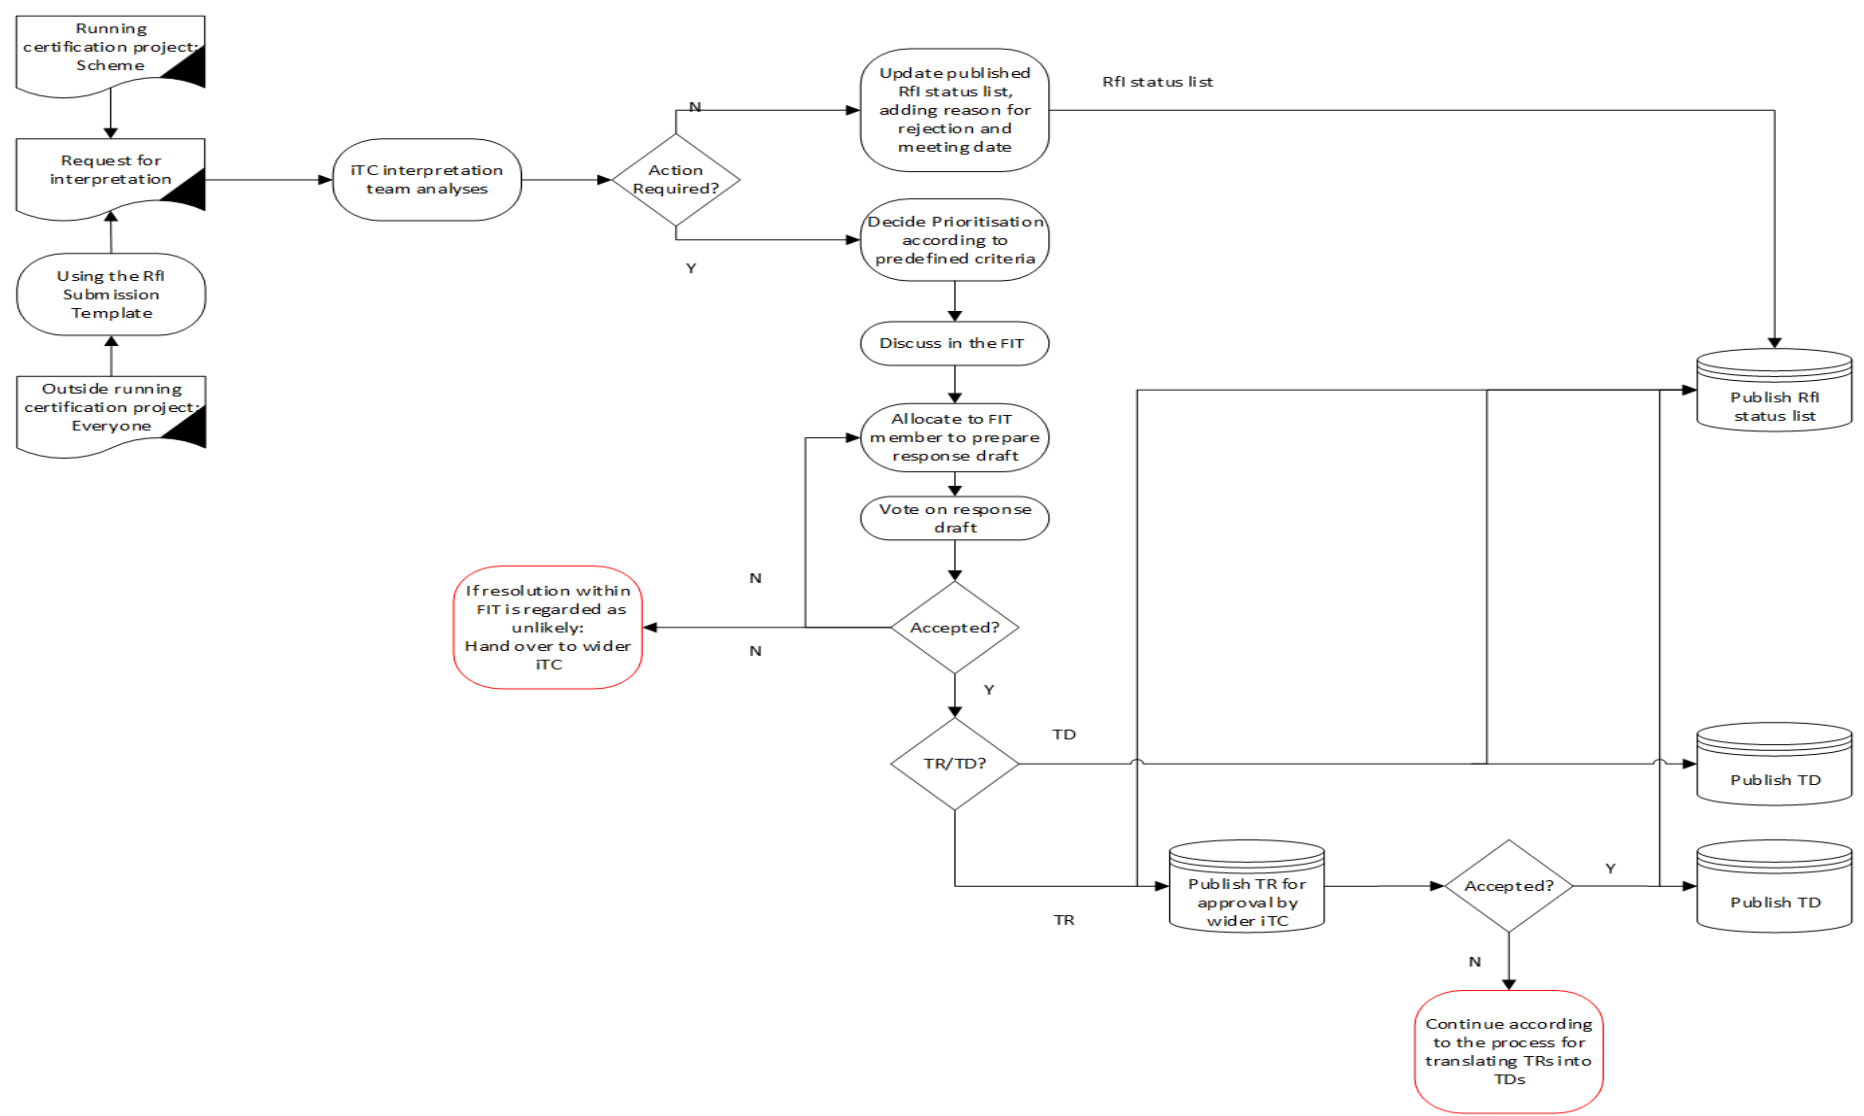 Running
certification project:
Scheme
Request for
interpretation
Using the RfI
Submission
Template
Outside running
certification project:
Everyone
iTC interpretation
team analyses
Action
Required?
N
Y
Update published
RfI status list,
adding reason for
rejection and
meeting date
RfI status list
Decide Prioritisation
according to
predefined criteria
Discuss in the FIT
Allocate to FIT
member to prepare
response draft
Vote on response
draft
Accepted?
N
N
If resolution within
FIT is regarded as
unlikely:
Hand over to wider
iTC
Y
TR/TD?
TD
TR
Publish RfI
status list
Publish TD
Publish TR for
approval by
wider iTC
Accepted?
Y
Publish TD
N
Continue according
to the process for
translating TRs into
TDs